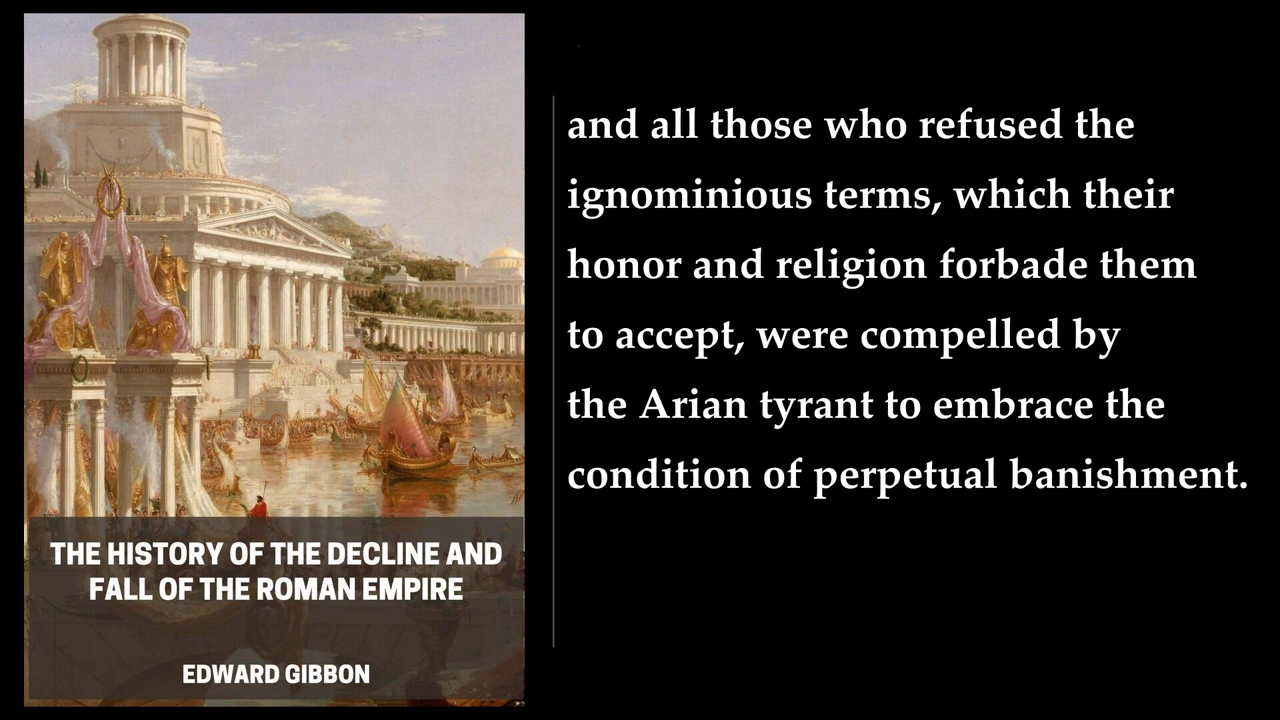 THE HISTORY OF THE DECLINE AND
FALL OF THE ROMAN EMPIRE
EDWARD GIBBON
and all those who refused the
ignominious terms, which their
honor and religion forbade them
to accept, were compelled by
the Arian tyrant to embrace the
condition of perpetual banishment.